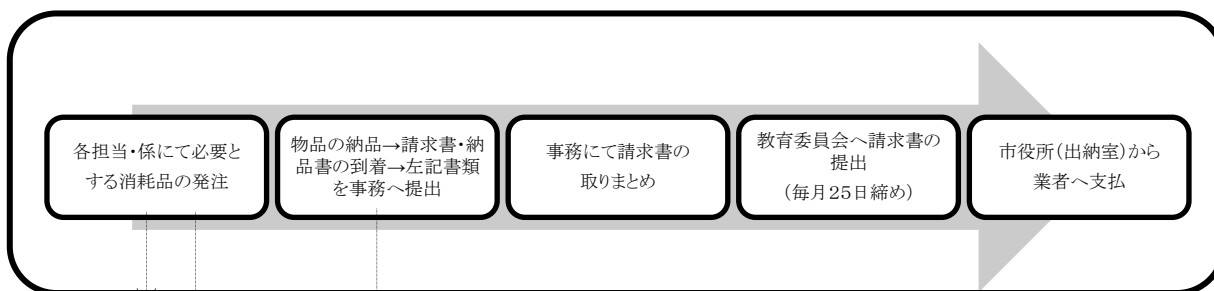 各担当・係にて必要と
する消耗品の発注
物品の納品→請求書・納
品書の到着→左記書類
を事務へ提出
事務にて請求書の
取りまとめ
教育委員会へ請求書の
提出
(毎月25日締め)
市役所(出納室)から
業者へ支払